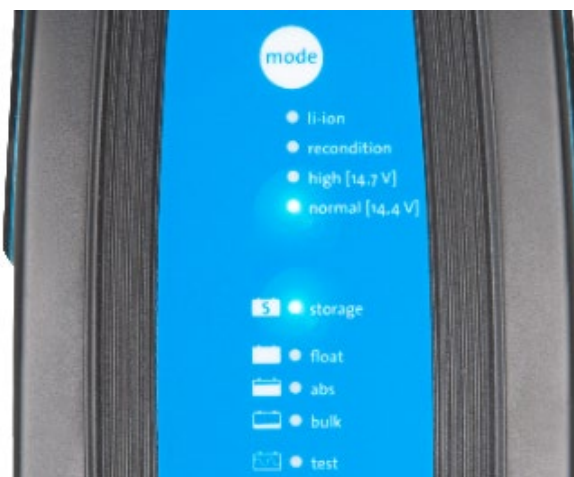 mode
li-ion
recondition
high [14,7 V]
normal [14,4 V]
S storage
float
abs
bulk
test